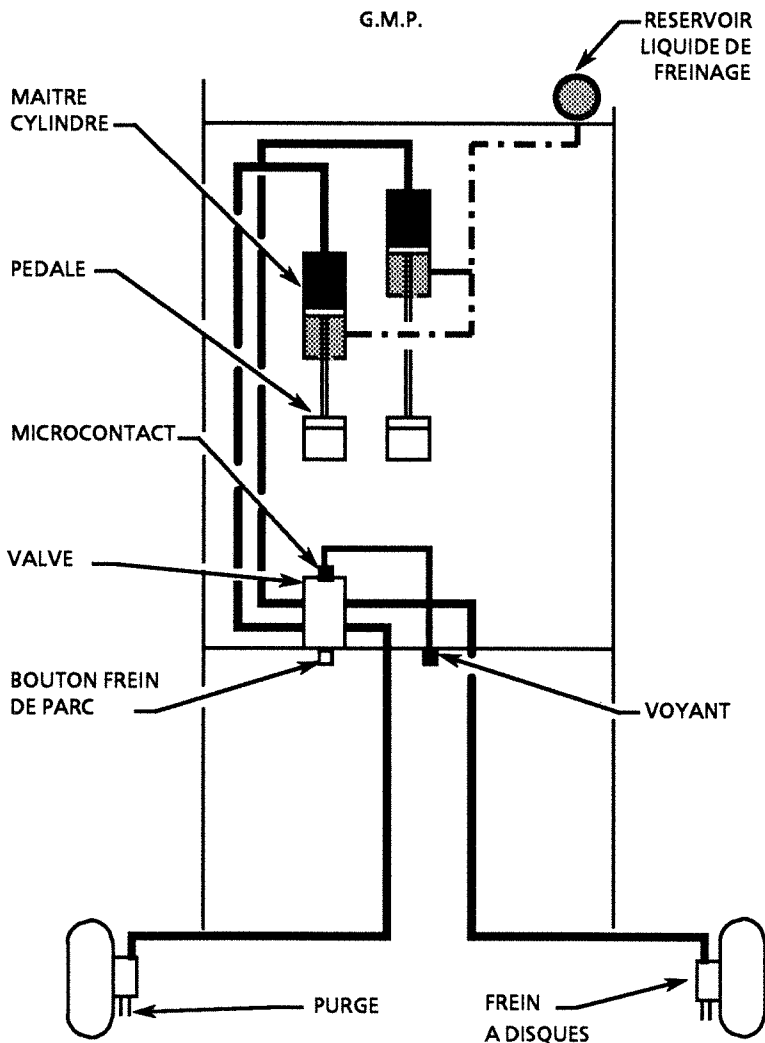 G.M.P.
RESERVOIR
LIQUIDE DE
FREINAGE
MAITRE
CYLINDRE
PEDALE
MICROCONTACT
VALVE
BOUTON FREIN
DE PARC
VOYANT
PURGE
FREIN
A DISQUES